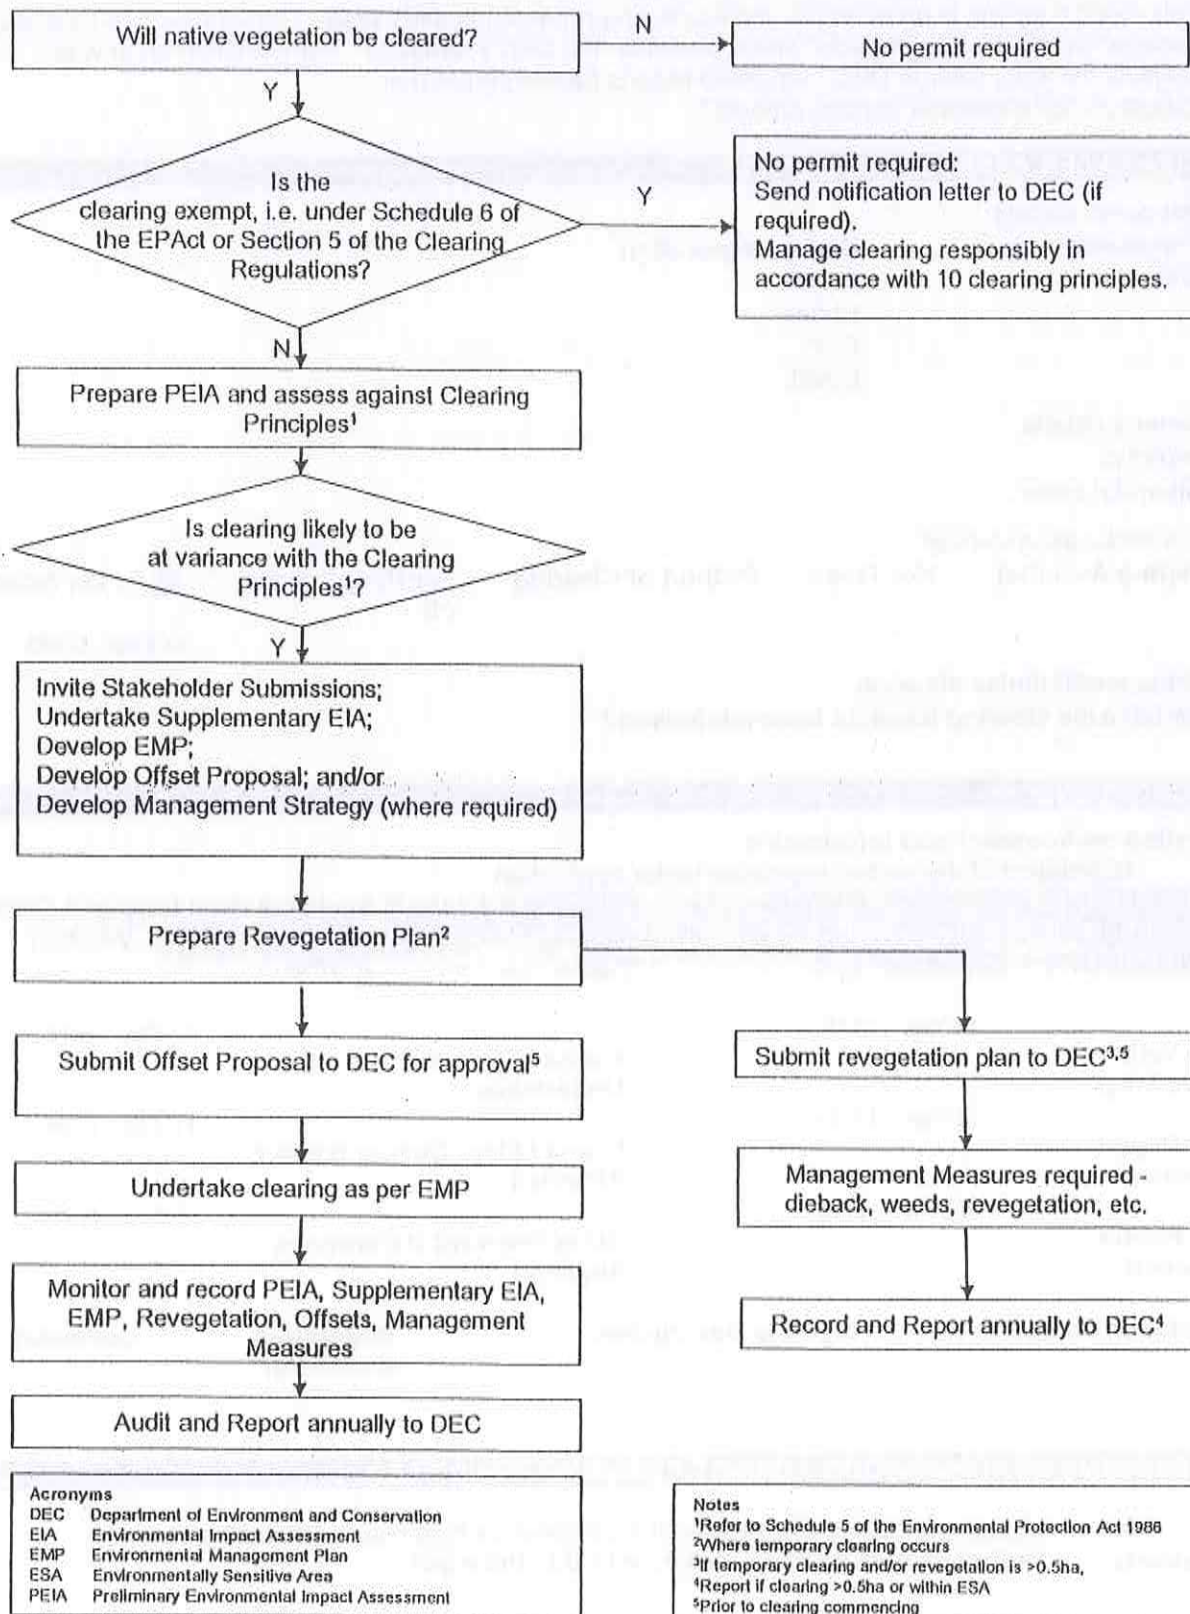 Will native vegetation be cleared?
N
No permit required
Y
Is the
clearing exempt, i.e. under Schedule 6 of
the EPAct or Section 5 of the Clearing
Regulations?
Y
No permit required:
Send notification letter to DEC (if
required).
Manage clearing responsibly in
accordance with 10 clearing principles.
N
Prepare PEIA and assess against Clearing
Principles¹
Is clearing likely to be
at variance with the Clearing
Principles¹?
Y
Invite Stakeholder Submissions;
Undertake Supplementary EIA;
Develop EMP;
Develop Offset Proposal; and/or
Develop Management Strategy (where required)
Prepare Revegetation Plan²
Submit Offset Proposal to DEC for approval⁵
Submit revegetation plan to DEC³,⁵
Undertake clearing as per EMP
Management Measures required -
dieback, weeds, revegetation, etc.
Monitor and record PEIA, Supplementary EIA,
EMP, Revegetation, Offsets, Management
Measures
Record and Report annually to DEC⁴
Audit and Report annually to DEC
Acronyms
DEC Department of Environment and Conservation
EIA Environmental Impact Assessment
EMP Environmental Management Plan
ESA Environmentally Sensitive Area
PEIA Preliminary Environmental Impact Assessment
Notes
¹Refer to Schedule 5 of the Environmental Protection Act 1986
²Where temporary clearing occurs
³If temporary clearing and/or revegetation is >0.5ha,
⁴Report if clearing >0.5ha or within ESA
⁵Prior to clearing commencing